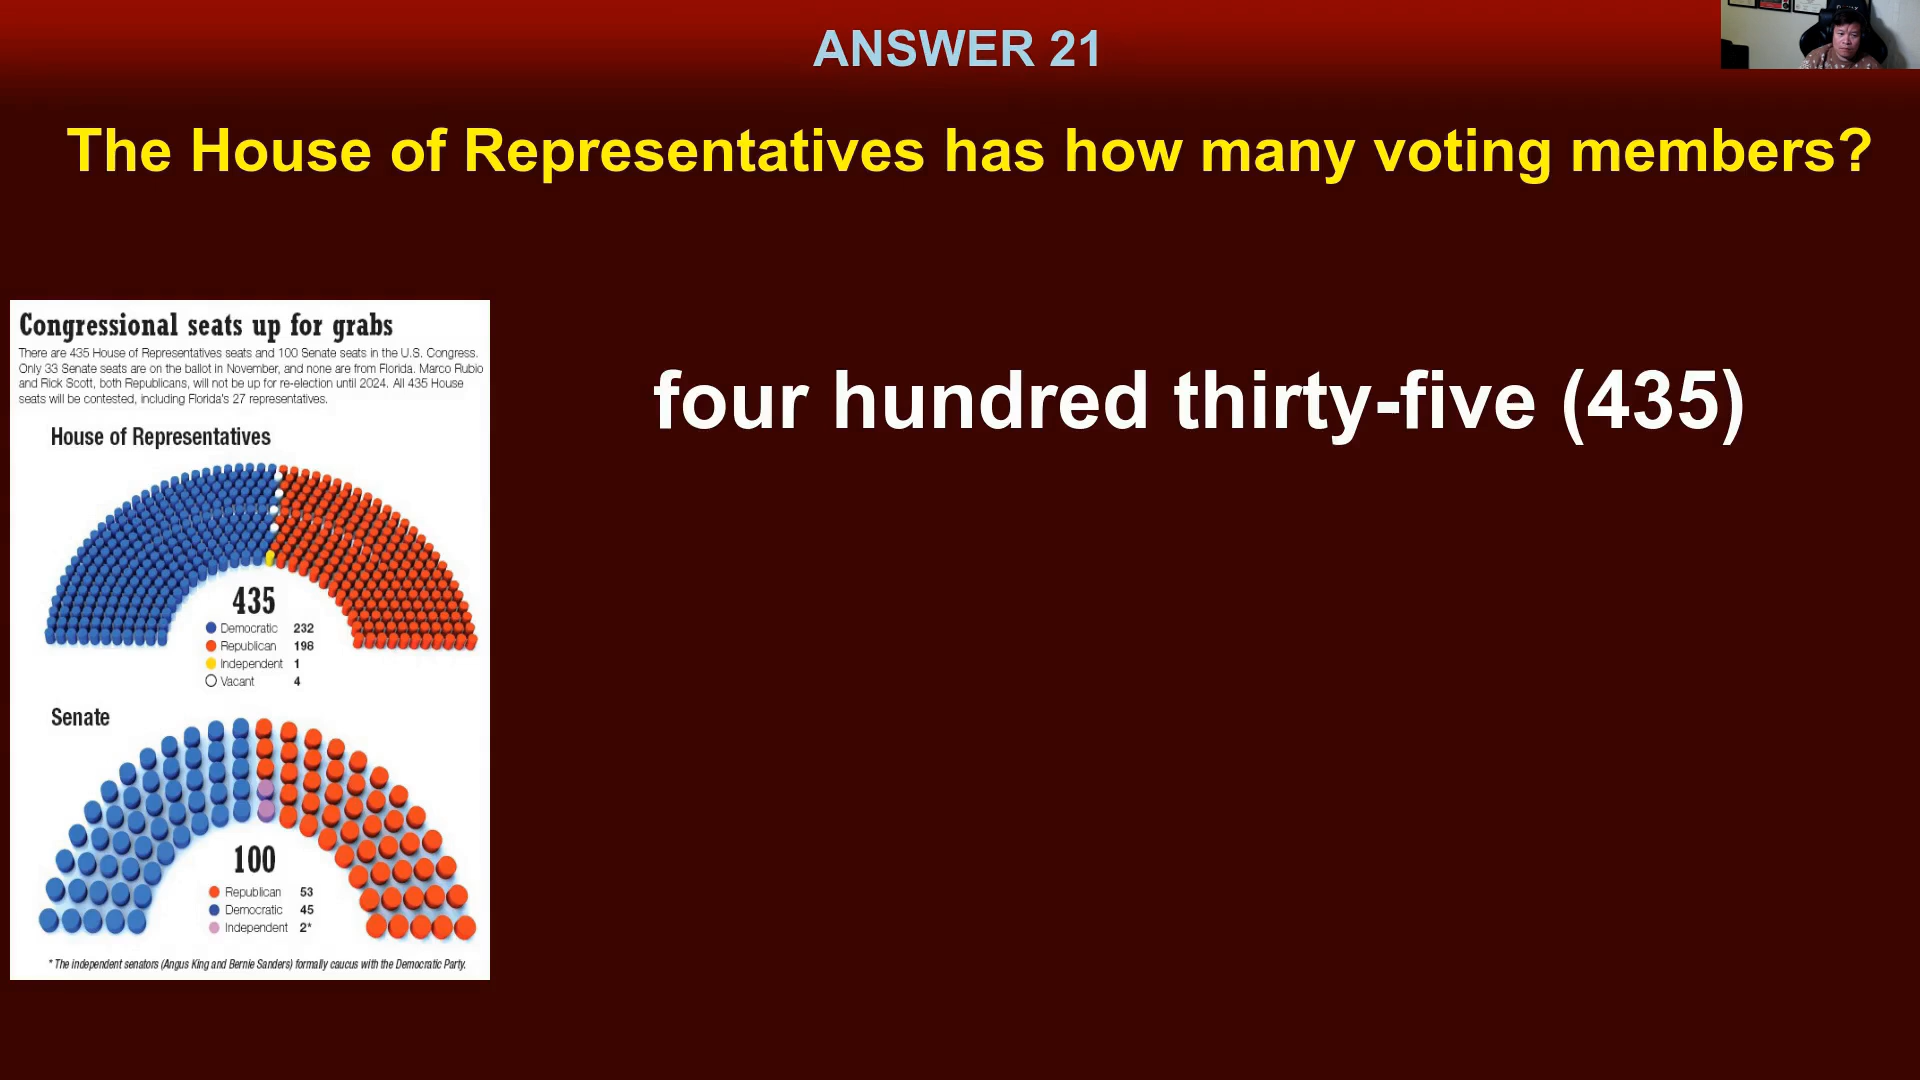 ANSWER 21
The House of Representatives has how many voting members?
four hundred thirty-five (435)
Congressional seats up for grabs
There are 435 House of Representatives seats and 100 Senate seats in the U.S. Congress.
Only 33 Senate seats are on the ballot in November, and none are from Florida. Marco Rubio
and Rick Scott, both Republicans, will not be up for re-election until 2024. All 435 House
seats will be contested, including Florida's 27 representatives.
House of Representatives
435
Democratic 232
Republican 198
Independent 1
Vacant 4
Senate
100
Republican 53
Democratic 45
Independent 2*
* The independent senators (Angus King and Bernie Sanders) formally caucus with the Democratic Party.